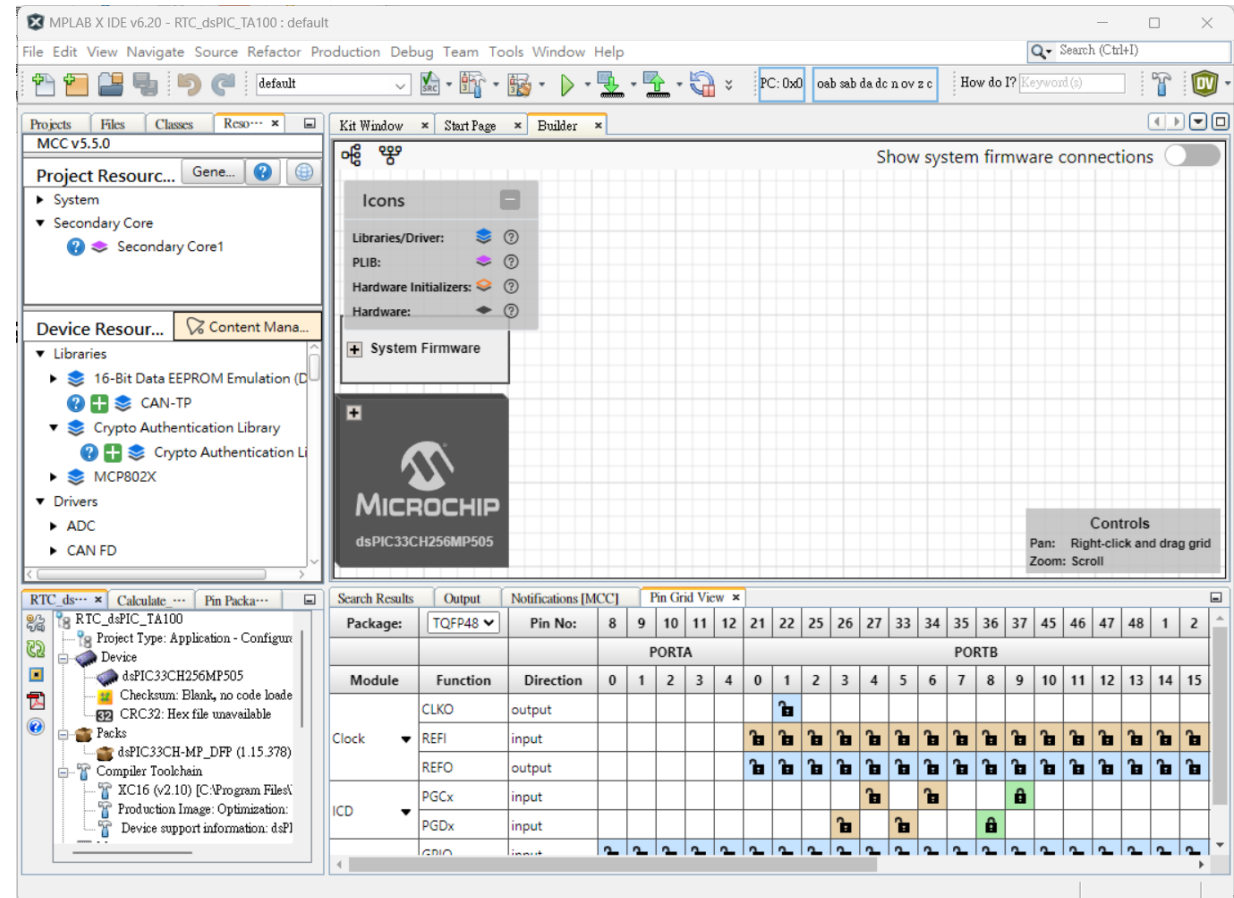 MPLAB X IDE v6.20 - RTC_dsPIC_TA100 : default
File Edit View Navigate Source Refactor Production Debug Team Tools Window Help
Search (Ctrl+I)
default
PC: 0x0
oab sab da dc n ov z c
How do I?
Keyword(s)
Projects Files Classes Reso···
MCC v5.5.0
Project Resourc...
Gene...
System
Secondary Core
Secondary Core1
Device Resour...
Content Mana...
Libraries
16-Bit Data EEPROM Emulation (D
CAN-TP
Crypto Authentication Library
Crypto Authentication Li
MCP802X
Drivers
ADC
CAN FD
Kit Window Start Page Builder
Show system firmware connections
Icons
Libraries/Driver:
PLIB:
Hardware Initializers:
Hardware:
System Firmware
MICROCHIP
dsPIC33CH256MP505
Controls
Pan: Right-click and drag grid
Zoom: Scroll
RTC_ds··· Calculate_··· Pin Packa···
RTC_dsPIC_TA100
Project Type: Application - Configura
Device
dsPIC33CH256MP505
Checksum: Blank, no code loade
CRC32: Hex file unavailable
Packs
dsPIC33CH-MP_DFP (1.15.378)
Compiler Toolchain
XC16 (v2.10) [C:\Program Files\
Production Image: Optimization:
Device support information: dsPI
Search Results Output Notifications [MCC] Pin Grid View
Package: TQFP48 Pin No: 8 9 10 11 12 21 22 25 26 27 33 34 35 36 37 45 46 47 48 1 2
PORTA PORTB
Module Function Direction 0 1 2 3 4 0 1 2 3 4 5 6 7 8 9 10 11 12 13 14 15
CLKO output
Clock REFI input
REFO output
PGCx input
ICD
PGDx input
GPIO input